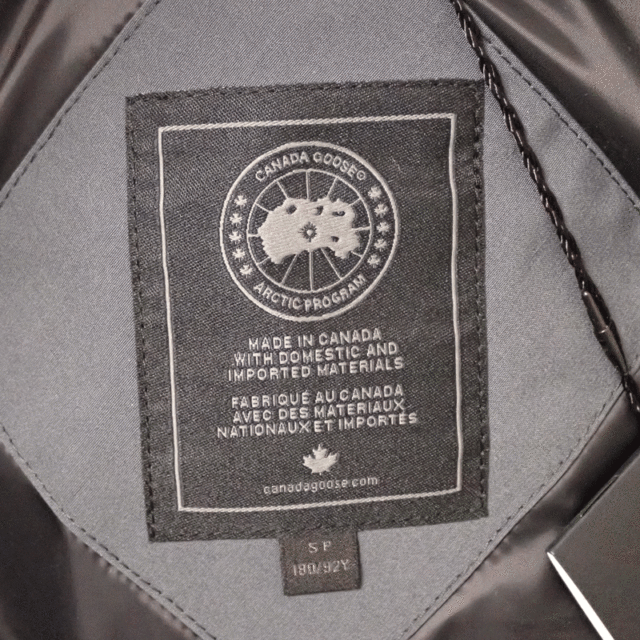 CANADA GOOSE®
ARCTIC PROGRAM
MADE IN CANADA
WITH DOMESTIC AND
IMPORTED MATERIALS
FABRIQUÉ AU CANADA
AVEC DES MATERIAUX
NATIONAUX ET IMPORTÉS
canadagoose.com
S P
180/92Y